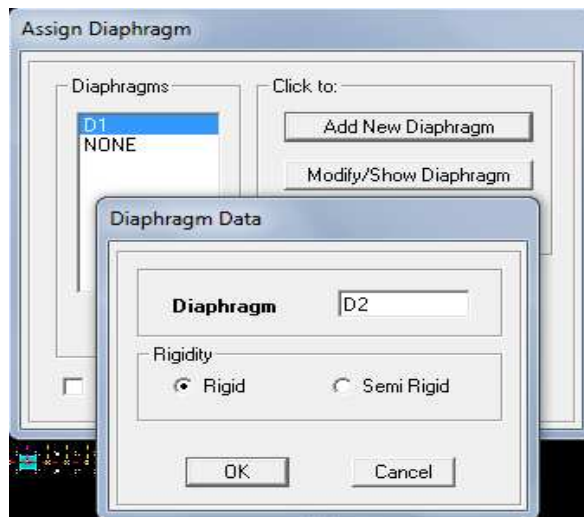 Assign Diaphragm
Diaphragms
Click to:
D1
NONE
Add New Diaphragm
Modify/Show Diaphragm
Diaphragm Data
Diaphragm D2
Rigidity
Rigid Semi Rigid
OK Cancel